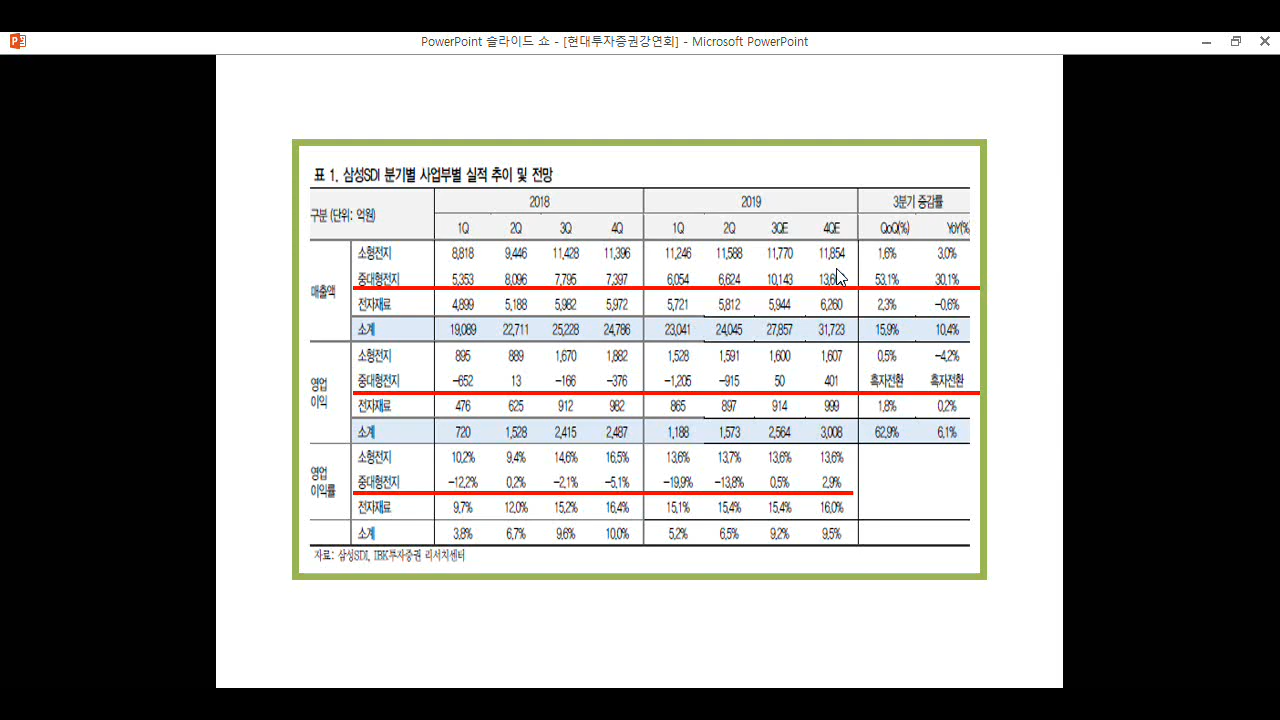 PowerPoint 슬라이드 쇼 - [현대투자증권강연회] - Microsoft PowerPoint
표 1. 삼성SDI 분기별 사업부별 실적 추이 및 전망
구분 (단위: 억원) 2018 2019 3분기 증감률
1Q 2Q 3Q 4Q 1Q 2Q 3QE 4QE QoQ(%) YoY(%)
매출액 소형전지 8,818 9,446 11,428 11,396 11,246 11,588 11,770 11,854 1.6% 3.0%
중대형전지 5,353 8,096 7,795 7,397 6,054 6,624 10,143 53.1% 30.1%
전자재료 4,899 5,188 5,982 5,972 5,721 5,812 5,944 6,260 2.3% -0.6%
소계 19,089 22,711 25,228 24,786 23,041 24,045 27,857 31,723 15.9% 10.4%
영업이익 소형전지 895 889 1,670 1,882 1,528 1,591 1,600 1,607 0.5% -4.2%
중대형전지 -652 13 -166 -376 -1,205 -915 50 401 흑자전환 흑자전환
전자재료 476 625 912 982 865 897 914 999 1.8% 0.2%
소계 720 1,528 2,415 2,487 1,188 1,573 2,564 3,008 62.9% 6.1%
영업이익률 소형전지 10.2% 9.4% 14.6% 16.5% 13.6% 13.7% 13.6% 13.6%
중대형전지 -12.2% 0.2% -2.1% -5.1% -19.9% -13.8% 0.5% 2.9%
전자재료 9.7% 12.0% 15.2% 16.4% 15.1% 15.4% 15.4% 16.0%
소계 3.8% 6.7% 9.6% 10.0% 5.2% 6.5% 9.2% 9.5%
자료: 삼성SDI, IBK투자증권 리서치센터